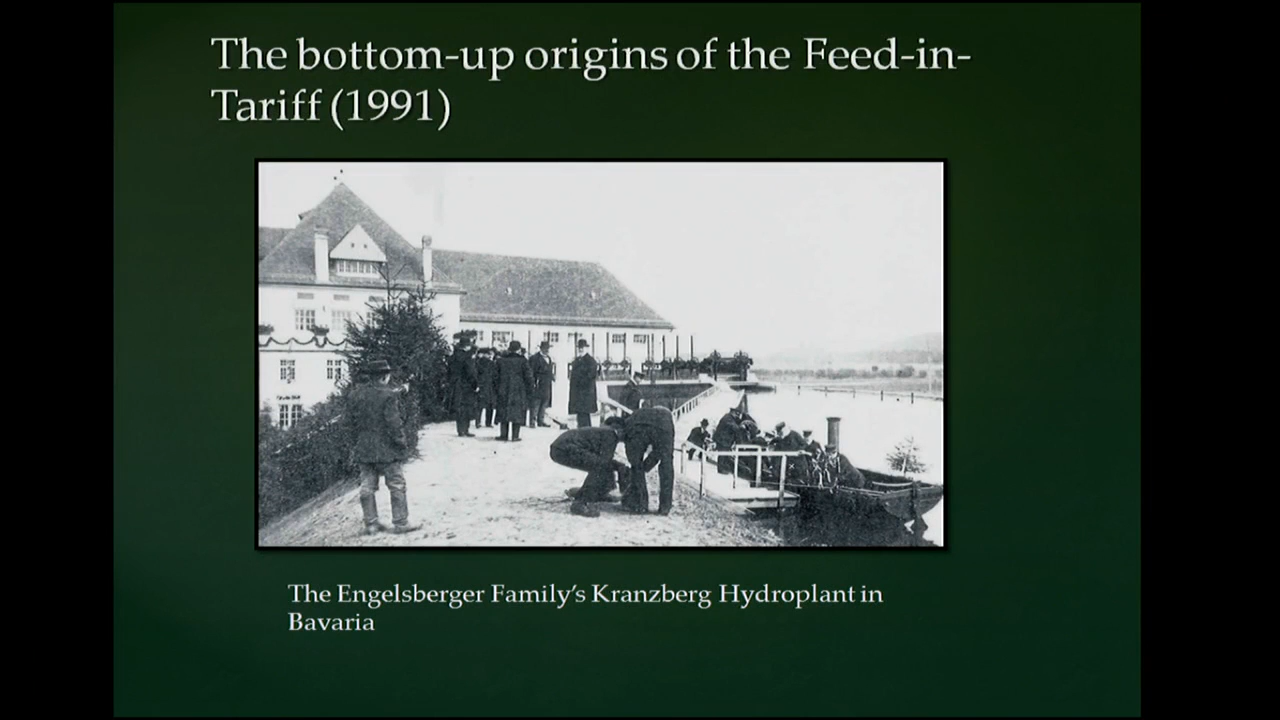 The bottom-up origins of the Feed-in-
Tariff (1991)
The Engelsberger Family's Kranzberg Hydroplant in
Bavaria